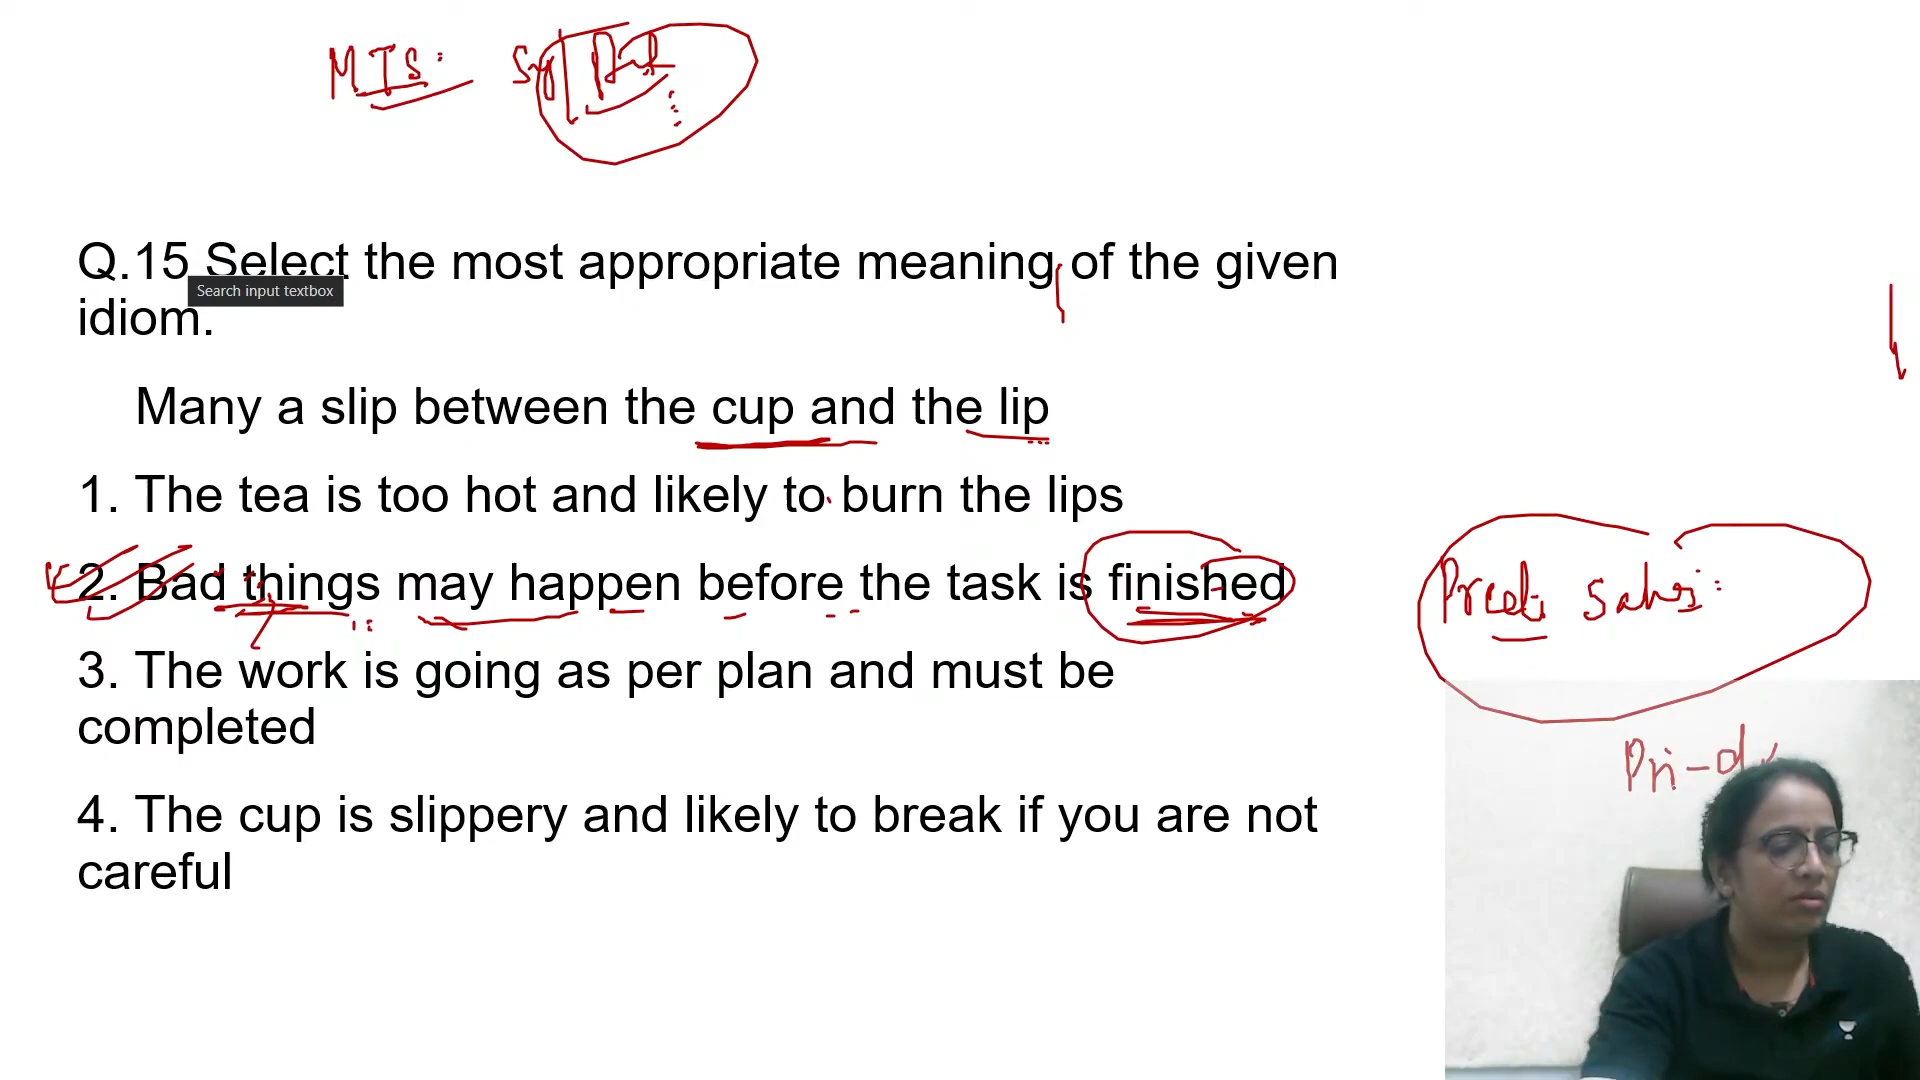 MTS:
Q.15 Select the most appropriate meaning of the given
Search input textbox
idiom.
Many a slip between the cup and the lip
1. The tea is too hot and likely to burn the lips
2. Bad things may happen before the task is finished
3. The work is going as per plan and must be
completed
4. The cup is slippery and likely to break if you are not
careful